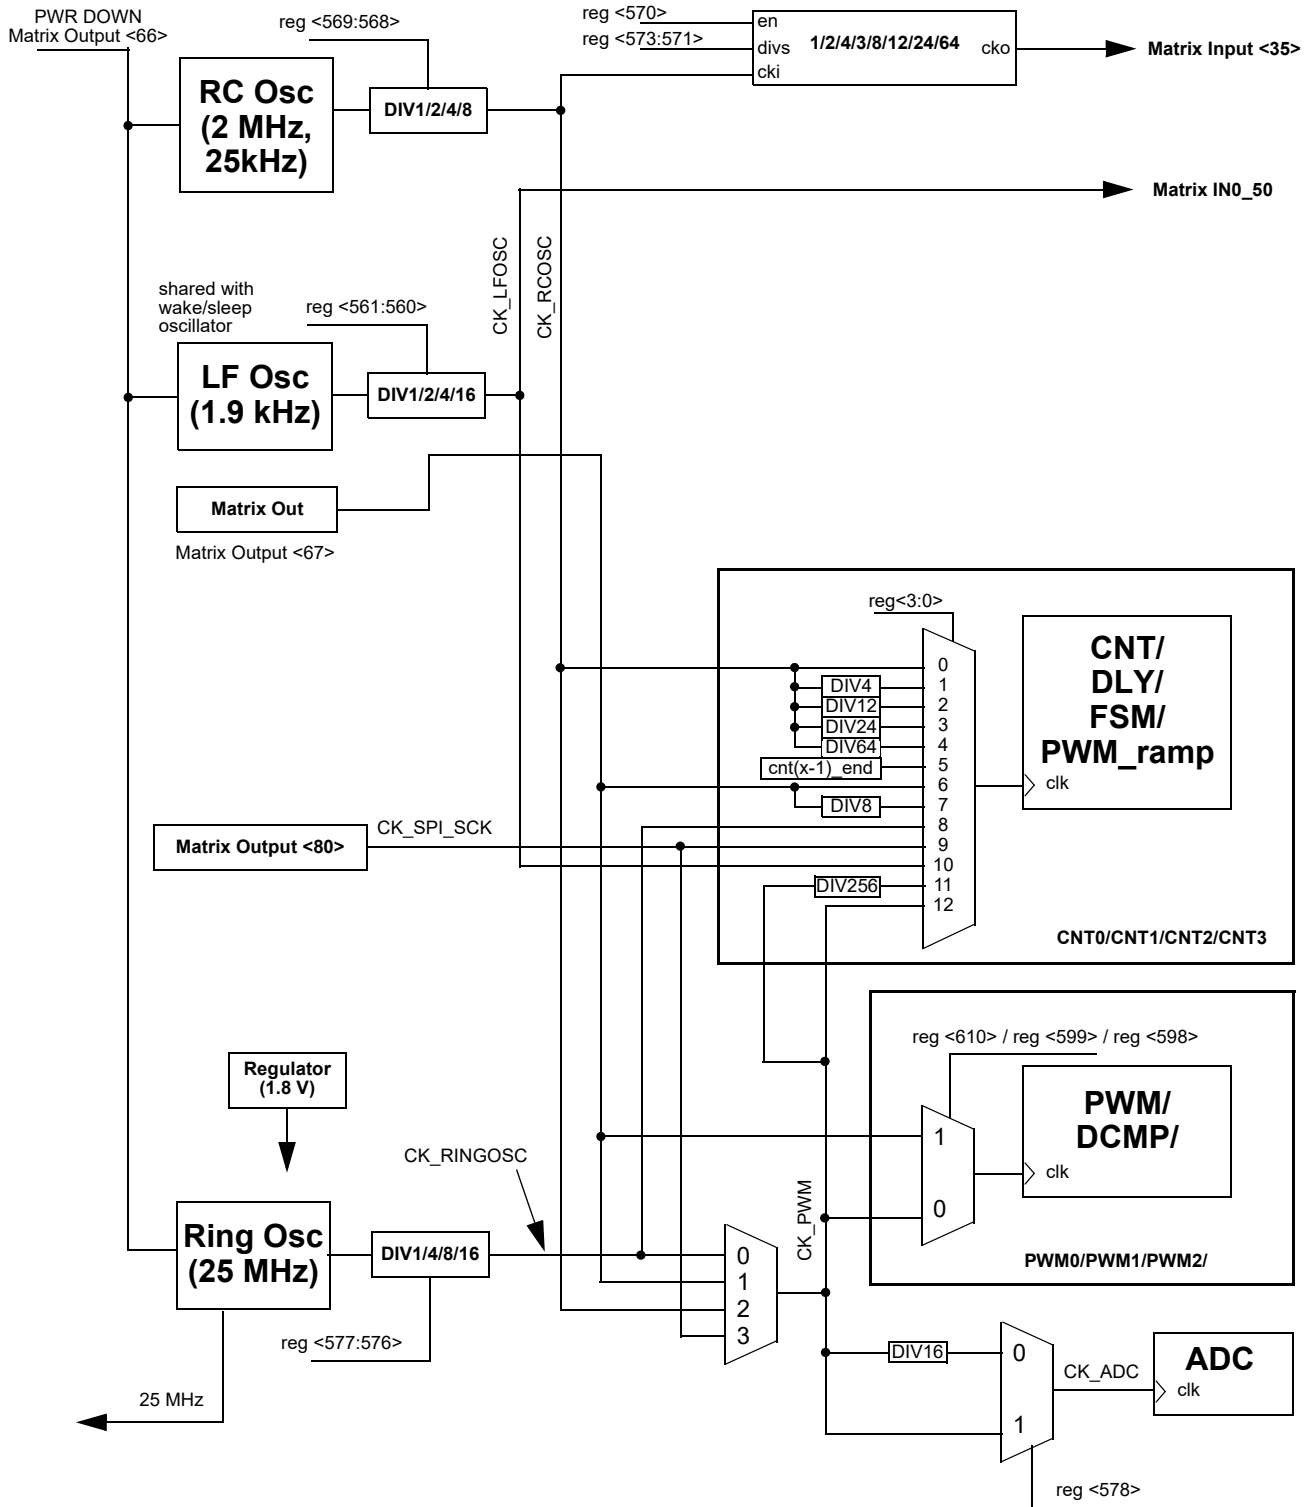 PWR DOWN
Matrix Output <66>
reg <569:568>
reg <570>
reg <573:571>
en
divs
cki
1/2/4/3/8/12/24/64
cko
Matrix Input <35>
RC Osc
(2 MHz,
25kHz)
DIV1/2/4/8
Matrix IN0_50
CK_LFOSC
CK_RCOSC
shared with
wake/sleep
oscillator
reg <561:560>
LF Osc
(1.9 kHz)
DIV1/2/4/16
Matrix Out
Matrix Output <67>
reg<3:0>
0
DIV4
1
DIV12
2
DIV24
3
DIV64
4
cnt(x-1)_end
5
6
DIV8
7
8
9
10
DIV256
11
12
CNT/
DLY/
FSM/
PWM_ramp
clk
CNT0/CNT1/CNT2/CNT3
Matrix Output <80>
CK_SPI_SCK
reg <610> / reg <599> / reg <598>
1
0
PWM/
DCMP/
clk
PWM0/PWM1/PWM2/
Regulator
(1.8 V)
CK_RINGOSC
CK_PWM
Ring Osc
(25 MHz)
DIV1/4/8/16
reg <577:576>
25 MHz
0
1
2
3
DIV16
0
1
CK_ADC
ADC
clk
reg <578>